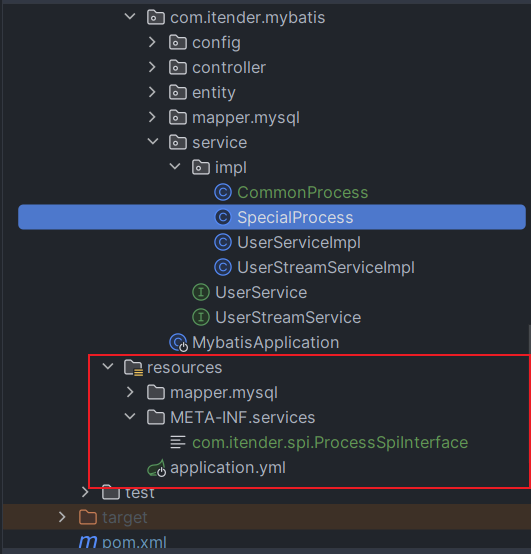 com.itender.mybatis
config
controller
entity
mapper.mysql
service
impl
CommonProcess
SpecialProcess
UserServiceImpl
UserStreamServiceImpl
UserService
UserStreamService
MybatisApplication
resources
mapper.mysql
META-INF.services
com.itender.spi.ProcessSpiInterface
application.yml
test
target
pom.xml